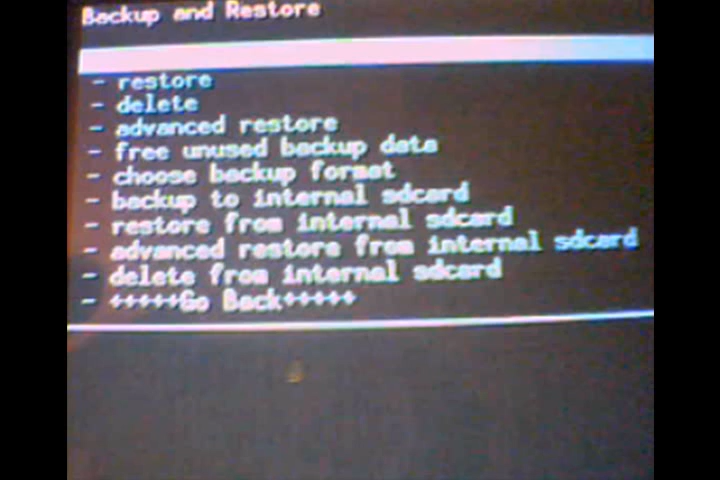 Backup and Restore
- restore
- delete
- advanced restore
- free unused backup data
- choose backup format
- backup to internal sdcard
- restore from internal sdcard
- advanced restore from internal sdcard
- delete from internal sdcard
- +++++Go Back+++++